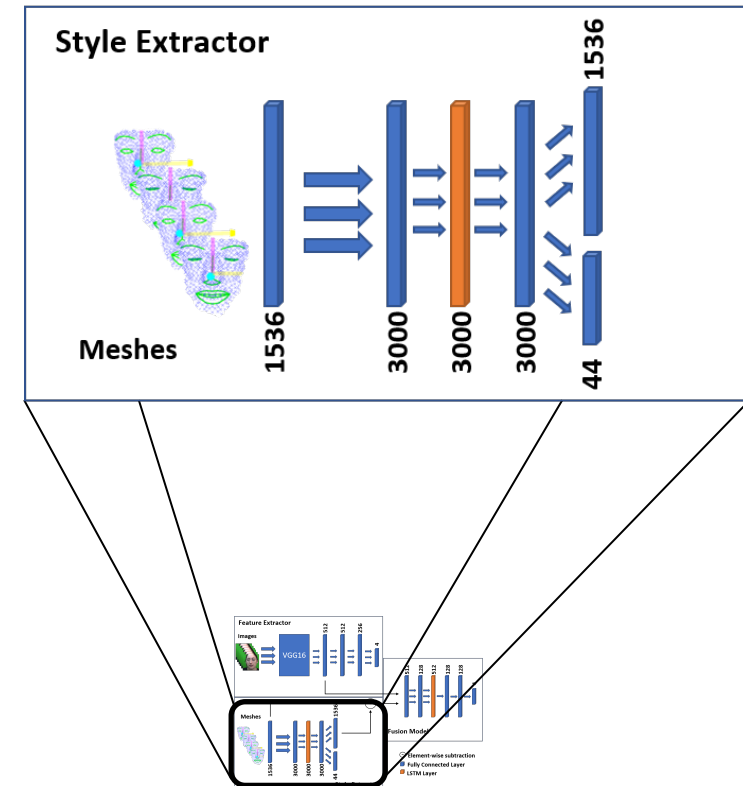 Style Extractor
1536
Meshes
1536
3000
3000
3000
44
Feature Extractor
Images
VGG16
512
512
256
4
512
128
512
128
128
Fusion Model
Meshes
1536
3000
3000
3000
1536
44
Element-wise subtraction
Fully Connected Layer
LSTM Layer